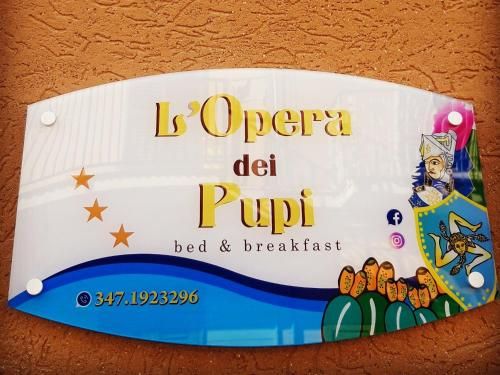 L'Opera
dei
Pupi
bed & breakfast
347.1923296